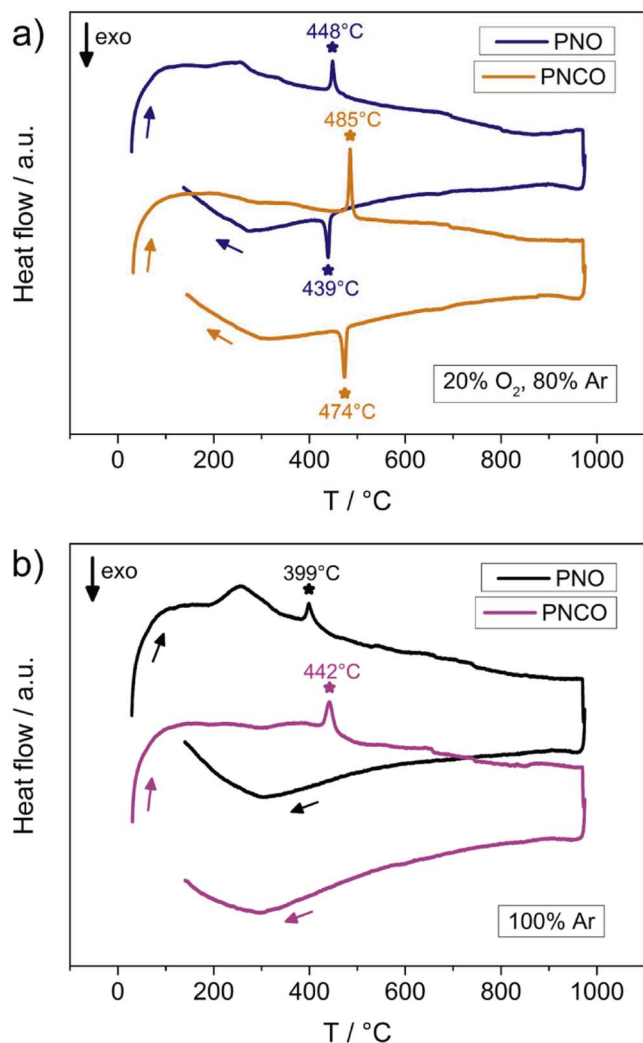 a)
exo
448°C
PNO
PNCO
485°C
439°C
474°C
20% O₂, 80% Ar
Heat flow / a.u.
0 200 400 600 800 1000
T / °C
b)
exo
399°C
PNO
PNCO
442°C
100% Ar
Heat flow / a.u.
0 200 400 600 800 1000
T / °C